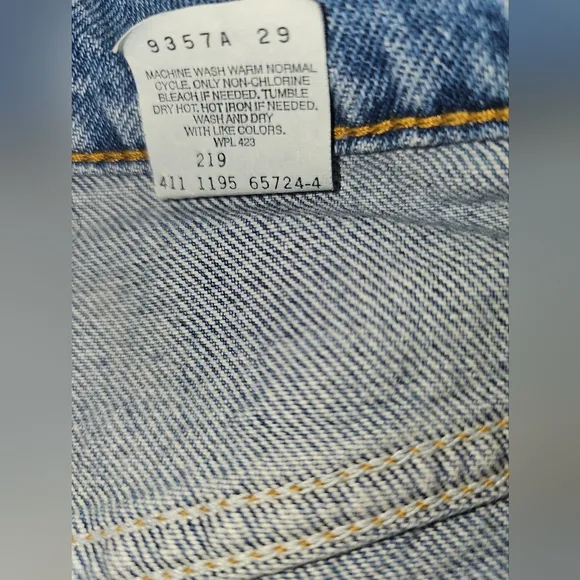 9357A 29
MACHINE WASH WARM NORMAL
CYCLE. ONLY NON-CHLORINE
BLEACH IF NEEDED. TUMBLE
DRY HOT. HOT IRON IF NEEDED.
WASH AND DRY
WITH LIKE COLORS.
WPL 423
219
411 1195 65724-4